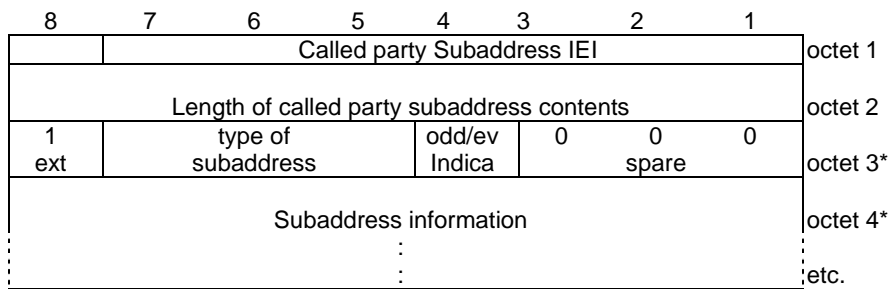 8 7 6 5 4 3 2 1
Called party Subaddress IEI octet 1
Length of called party subaddress contents octet 2
1 type of odd/ev 0 0 0
ext subaddress Indica spare octet 3*
Subaddress information octet 4*
:
: etc.